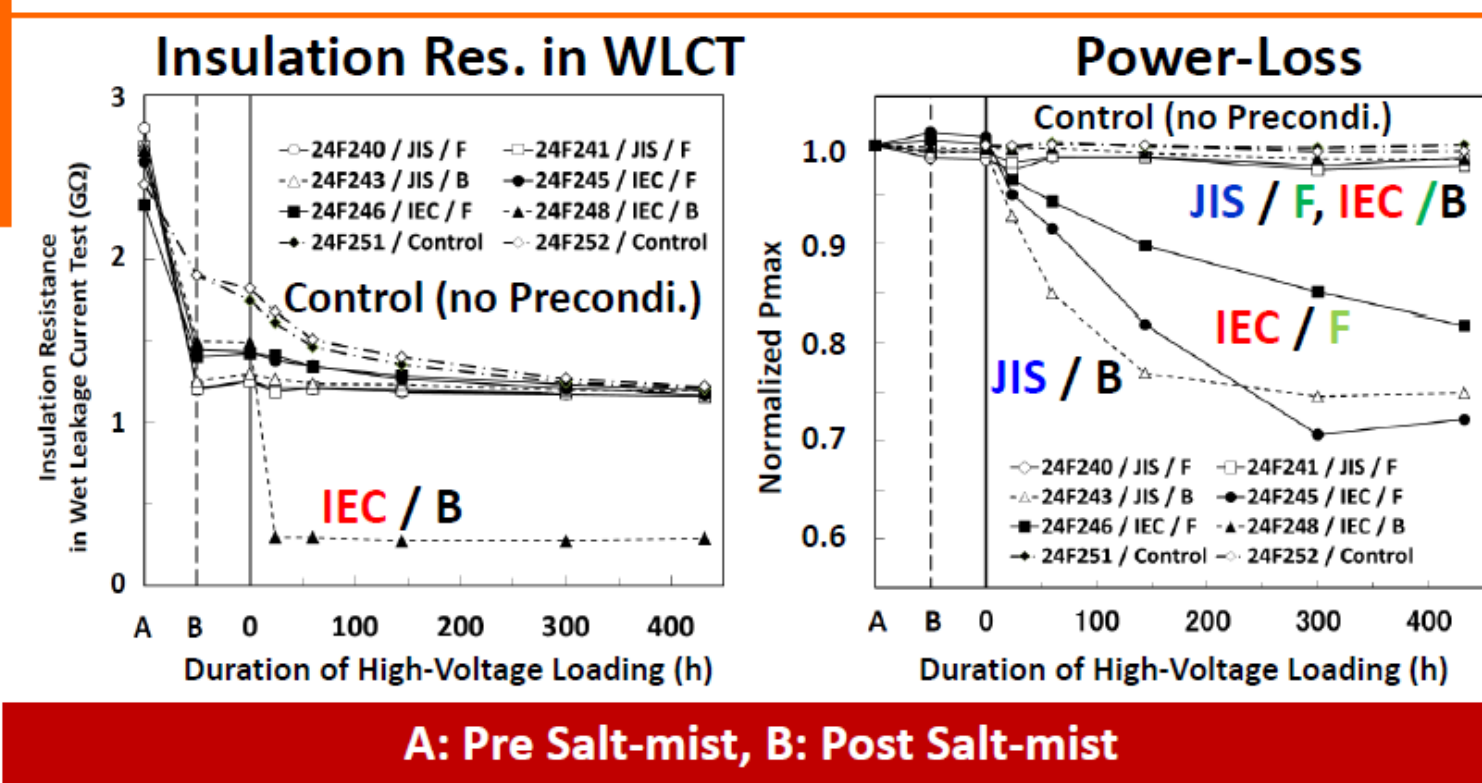 Insulation Res. in WLCT
3
2
1
0
Insulation Resistance
in Wet Leakage Current Test (GΩ)
24F240 / JIS / F
24F241 / JIS / F
24F243 / JIS / B
24F245 / IEC / F
24F246 / IEC / F
24F248 / IEC / B
24F251 / Control
24F252 / Control
Control (no Precondi.)
IEC / B
A B 0 100 200 300 400
Duration of High-Voltage Loading (h)
Power-Loss
Control (no Precondi.)
1.0
0.9
0.8
0.7
0.6
Normalized Pmax
JIS / F, IEC /B
IEC / F
JIS / B
24F240 / JIS / F
24F241 / JIS / F
24F243 / JIS / B
24F245 / IEC / F
24F246 / IEC / F
24F248 / IEC / B
24F251 / Control
24F252 / Control
A B 0 100 200 300 400
Duration of High-Voltage Loading (h)
A: Pre Salt-mist, B: Post Salt-mist